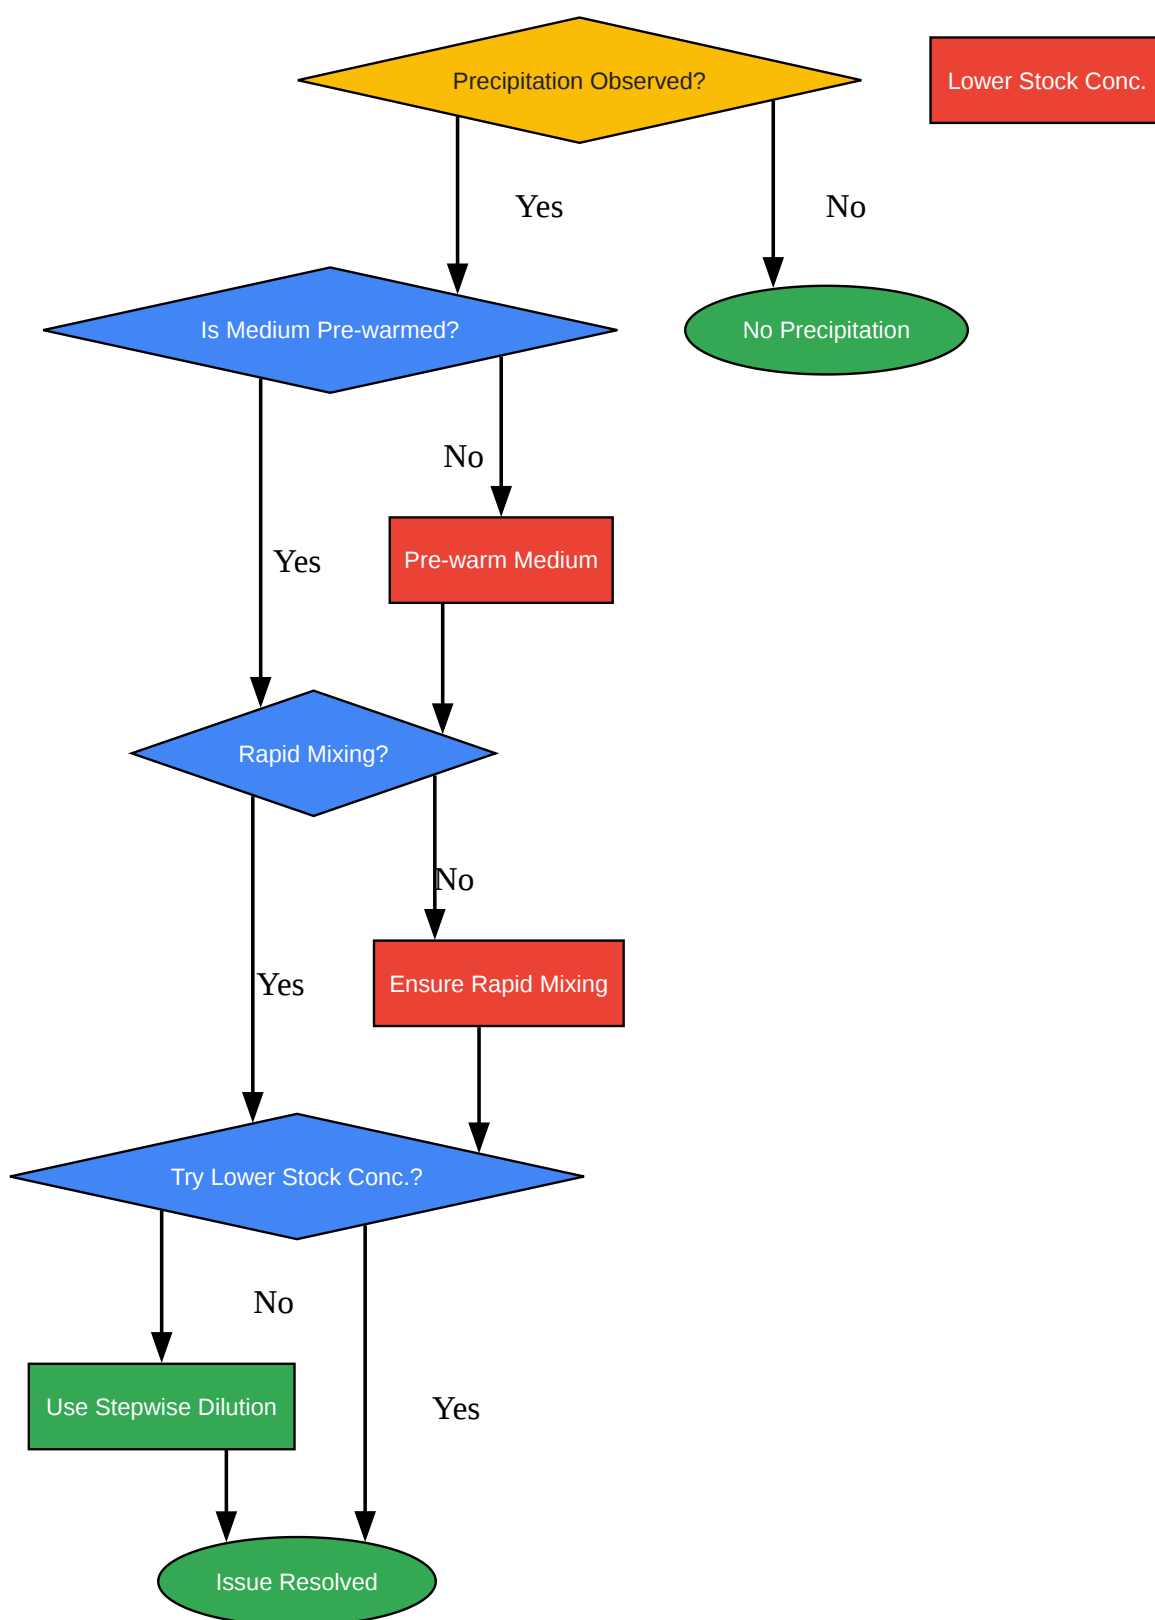 Precipitation Observed?
Lower Stock Conc.
Yes
No
Is Medium Pre-warmed?
No Precipitation
No
Pre-warm Medium
Yes
Rapid Mixing?
No
Ensure Rapid Mixing
Yes
Try Lower Stock Conc.?
No
Use Stepwise Dilution
Yes
Issue Resolved